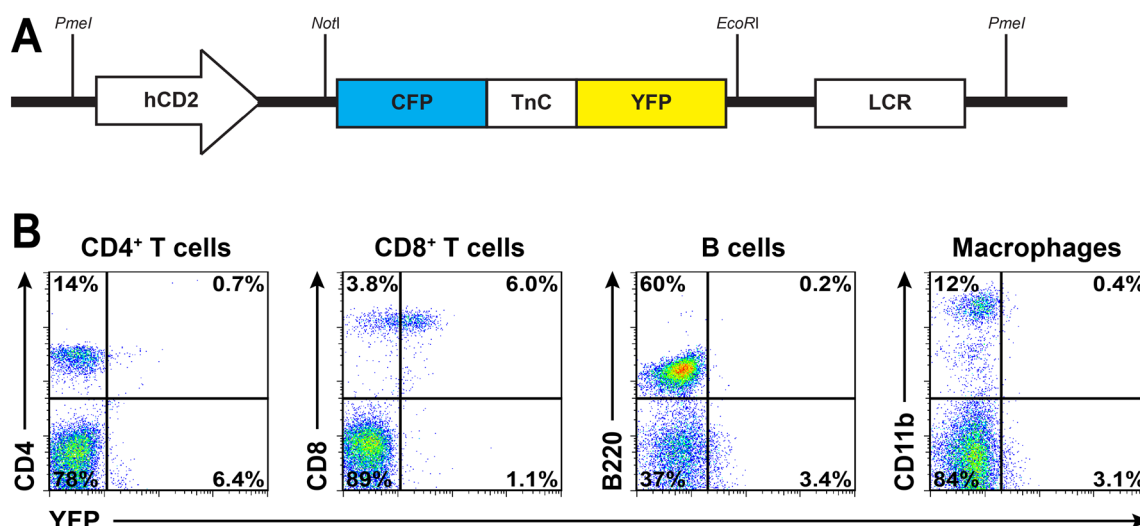 A
PmeI NotI EcoRI PmeI
hCD2 CFP TnC YFP LCR
B
CD4⁺ T cells CD8⁺ T cells B cells Macrophages
14% 0.7% 3.8% 6.0% 60% 0.2% 12% 0.4%
CD4 CD8 B220 CD11b
78% 6.4% 89% 1.1% 37% 3.4% 84% 3.1%
YFP